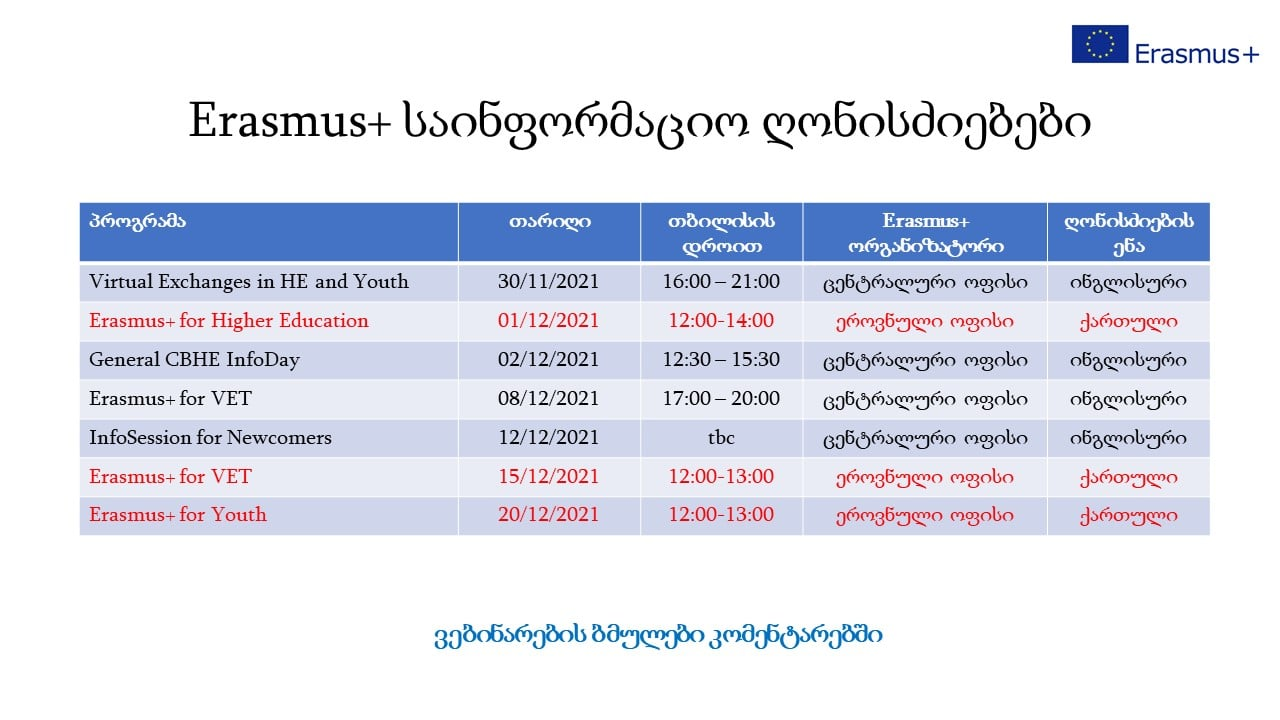 Erasmus+
Erasmus+ საინფორმაციო ღონისძიებები
პროგრამა თარიღი თბილისის დროით Erasmus+ ორგანიზატორი ღონისძიების ენა
Virtual Exchanges in HE and Youth 30/11/2021 16:00 – 21:00 ცენტრალური ოფისი ინგლისური
Erasmus+ for Higher Education 01/12/2021 12:00-14:00 ეროვნული ოფისი ქართული
General CBHE InfoDay 02/12/2021 12:30 – 15:30 ცენტრალური ოფისი ინგლისური
Erasmus+ for VET 08/12/2021 17:00 – 20:00 ცენტრალური ოფისი ინგლისური
InfoSession for Newcomers 12/12/2021 tbc ცენტრალური ოფისი ინგლისური
Erasmus+ for VET 15/12/2021 12:00-13:00 ეროვნული ოფისი ქართული
Erasmus+ for Youth 20/12/2021 12:00-13:00 ეროვნული ოფისი ქართული
ვებინარების ბმულები კომენტარებში